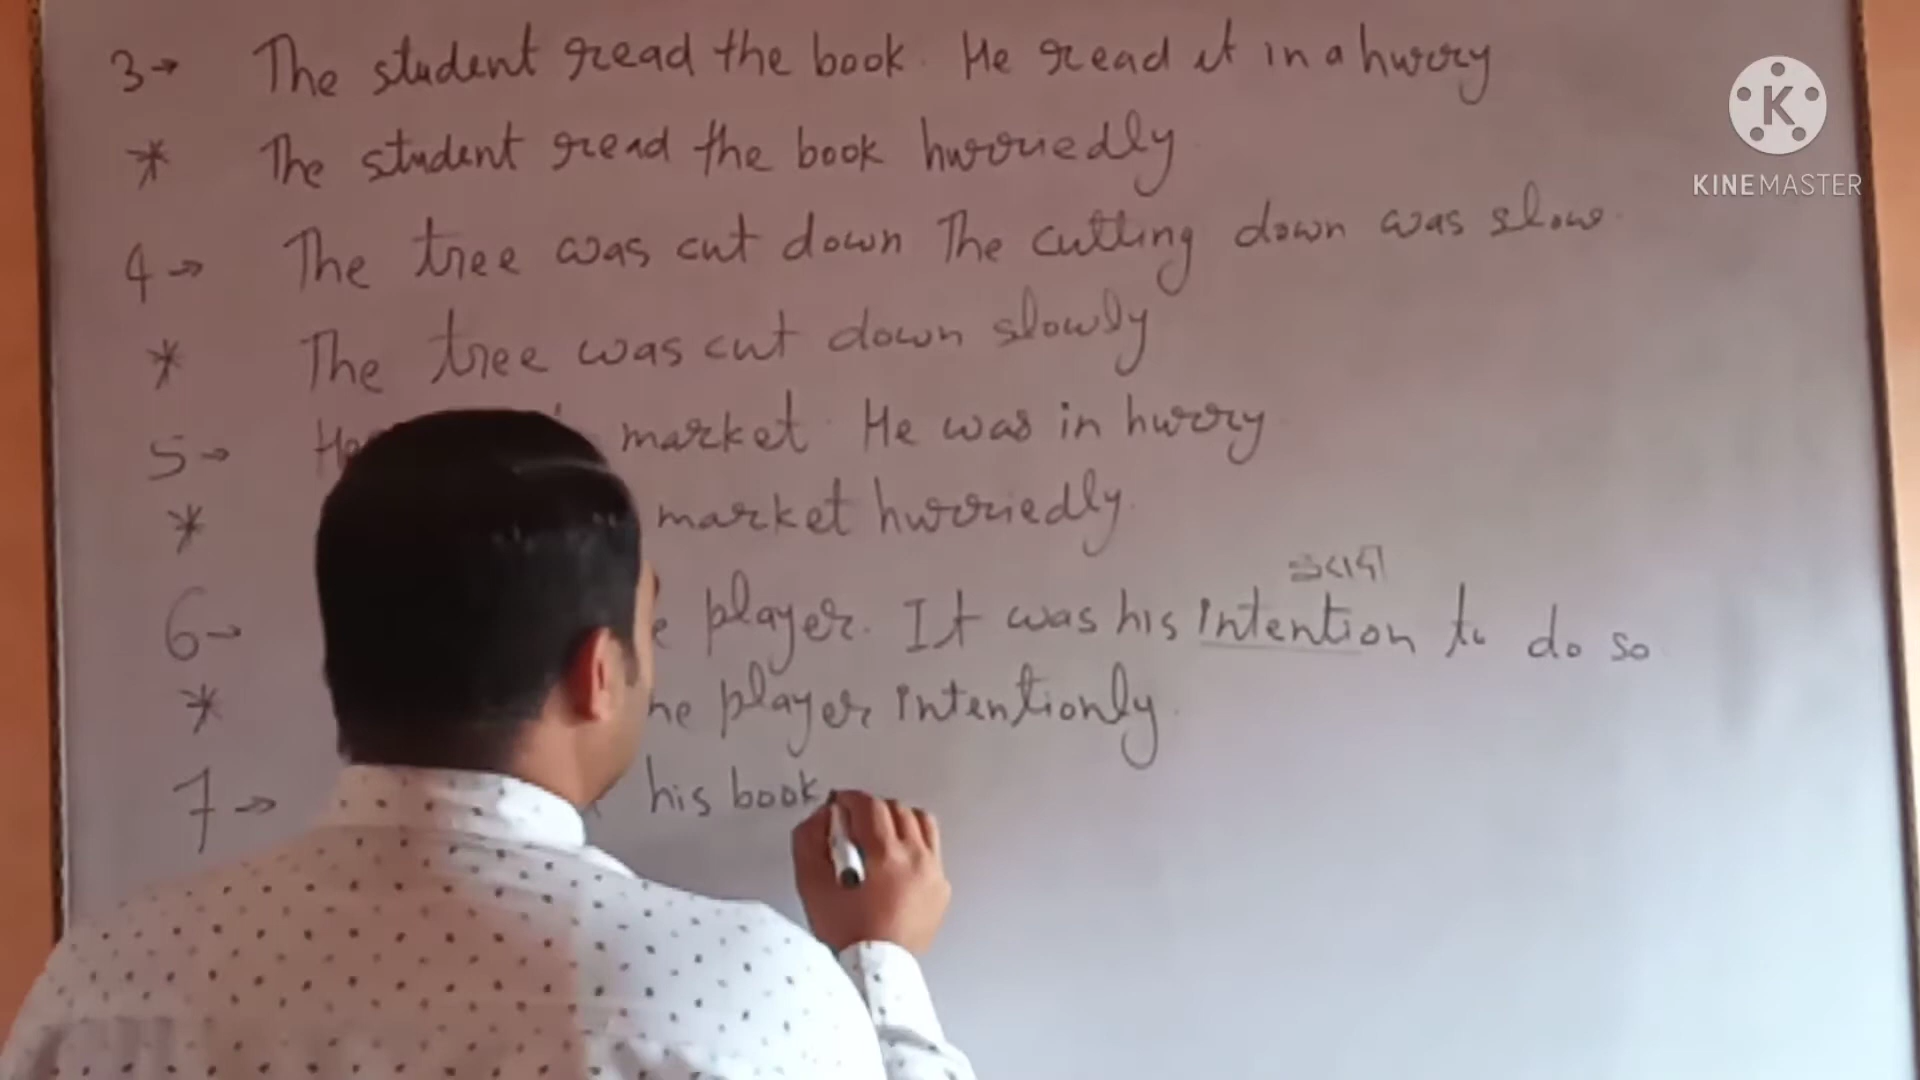 3→ The student read the book. He read it in a hurry
* The student read the book hurriedly
4→ The tree was cut down The cutting down was slow.
* The tree was cut down slowly
5→ market. He was in hurry
* market hurriedly.
6→ player. It was his intention to do so
* player intentionly.
7→ his book
K
KINEMASTER